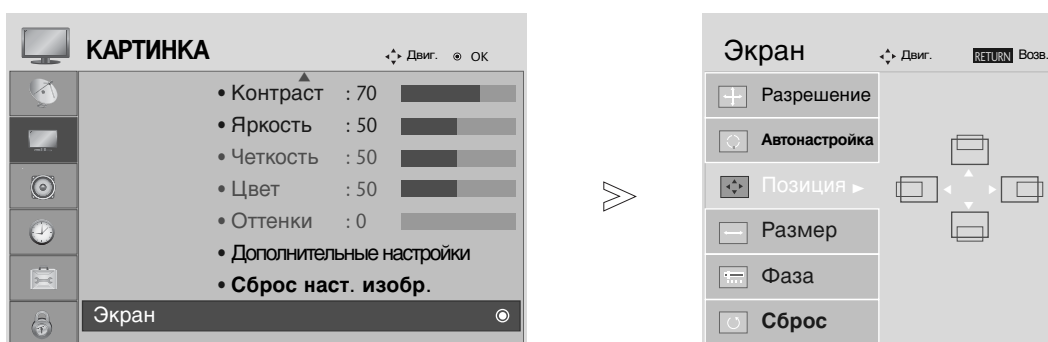 КАРТИНКА
Двиг. OK
• Контраст : 70
• Яркость : 50
• Четкость : 50
• Цвет : 50
• Оттенки : 0
• Дополнительные настройки
• Сброс наст. изобр.
Экран
Экран
Двиг. RETURN Возв.
Разрешение
Автонастройка
Позиция ►
Размер
Фаза
Сброс